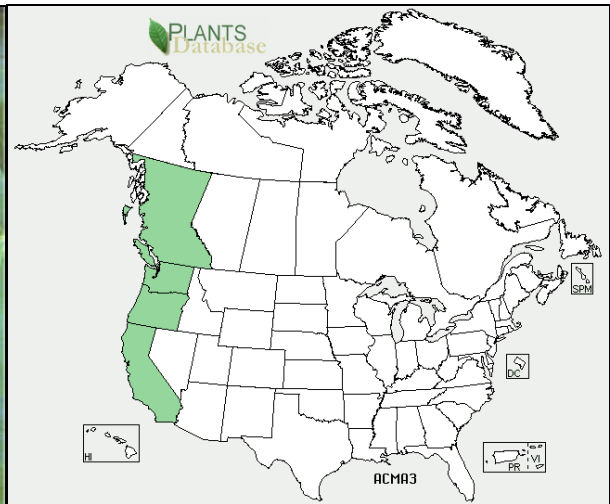 PLANTS
Database
SPM
DC
HI
PR
VI
ACMA3